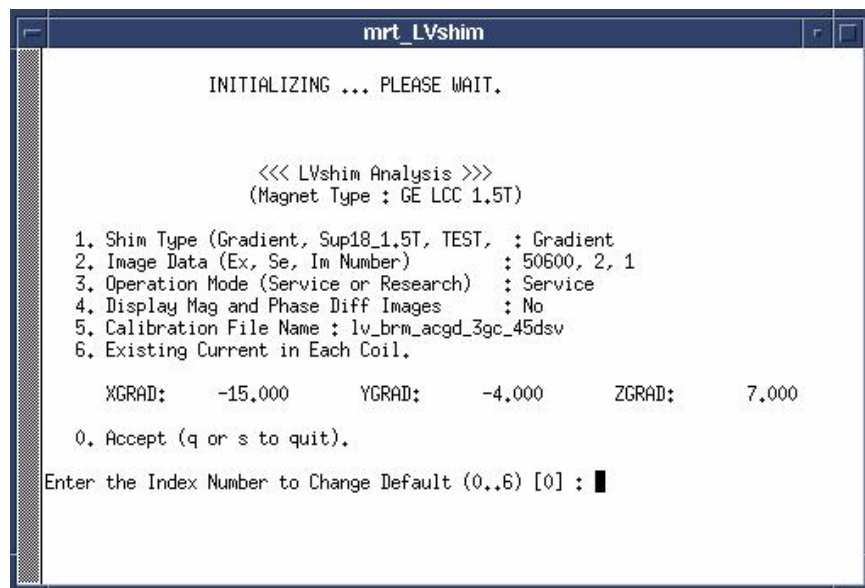 mrt_LVshim
INITIALIZING ... PLEASE WAIT.
<<< LVshim Analysis >>>
(Magnet Type : GE LCC 1.5T)
1. Shim Type (Gradient, Sup18_1.5T, TEST, : Gradient
2. Image Data (Ex, Se, Im Number) : 50600, 2, 1
3. Operation Mode (Service or Research) : Service
4. Display Mag and Phase Diff Images : No
5. Calibration File Name : lv_brm_acgd_3gc_45dsv
6. Existing Current in Each Coil.
XGRAD: -15.000 YGRAD: -4.000 ZGRAD: 7.000
0. Accept (q or s to quit).
Enter the Index Number to Change Default (0..6) [0] :